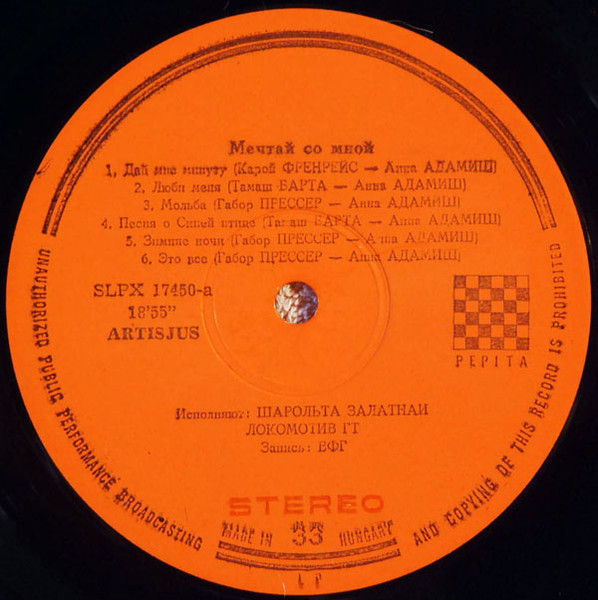 Мечтай со мной
1. Дай мне минуту (Карой ФРЕНРЕЙС — Анна АДАМИШ)
2. Люби меня (Тамаш БАРТА — Анна АДАМИШ)
3. Мольба (Габор ПРЕССЕР — Анна АДАМИШ)
4. Песня о Синей птице (Тамаш БАРТА — Анна АДАМИШ)
5. Зимние ночи (Габор ПРЕССЕР — Анна АДАМИШ)
6. Это все (Габор ПРЕССЕР — Анна АДАМИШ)
SLPX 17450-a
18'55"
ARTISJUS
PEPITA
Исполняют: ШАРОЛЬТА ЗАЛАТНАИ
ЛОКОМОТИВ ГТ
Запись: ВФГ
STEREO
MADE IN 33 HUNGARY
LP
UNAUTHORIZED PUBLIC PERFORMANCE BROADCASTING AND COPYING OF THIS RECORD IS PROHIBITED